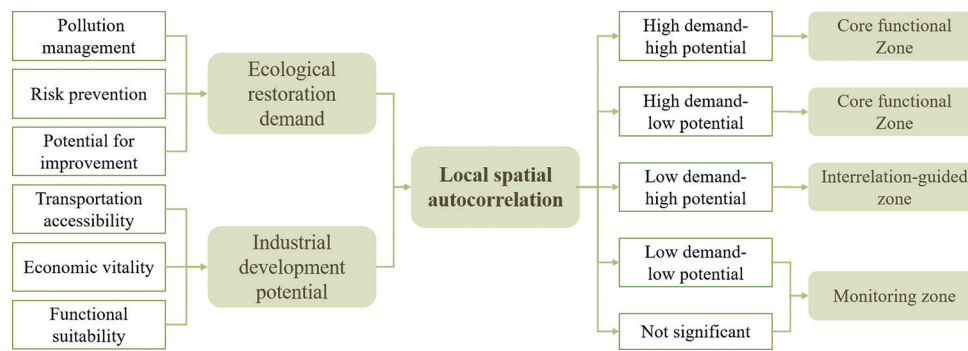 Pollution
management
Risk prevention
Potential for
improvement
Transportation
accessibility
Economic vitality
Functional
suitability
Ecological
restoration
demand
Industrial
development
potential
Local spatial
autocorrelation
High demand-
high potential
High demand-
low potential
Low demand-
high potential
Low demand-
low potential
Not significant
Core functional
Zone
Core functional
Zone
Interrelation-guided
zone
Monitoring zone